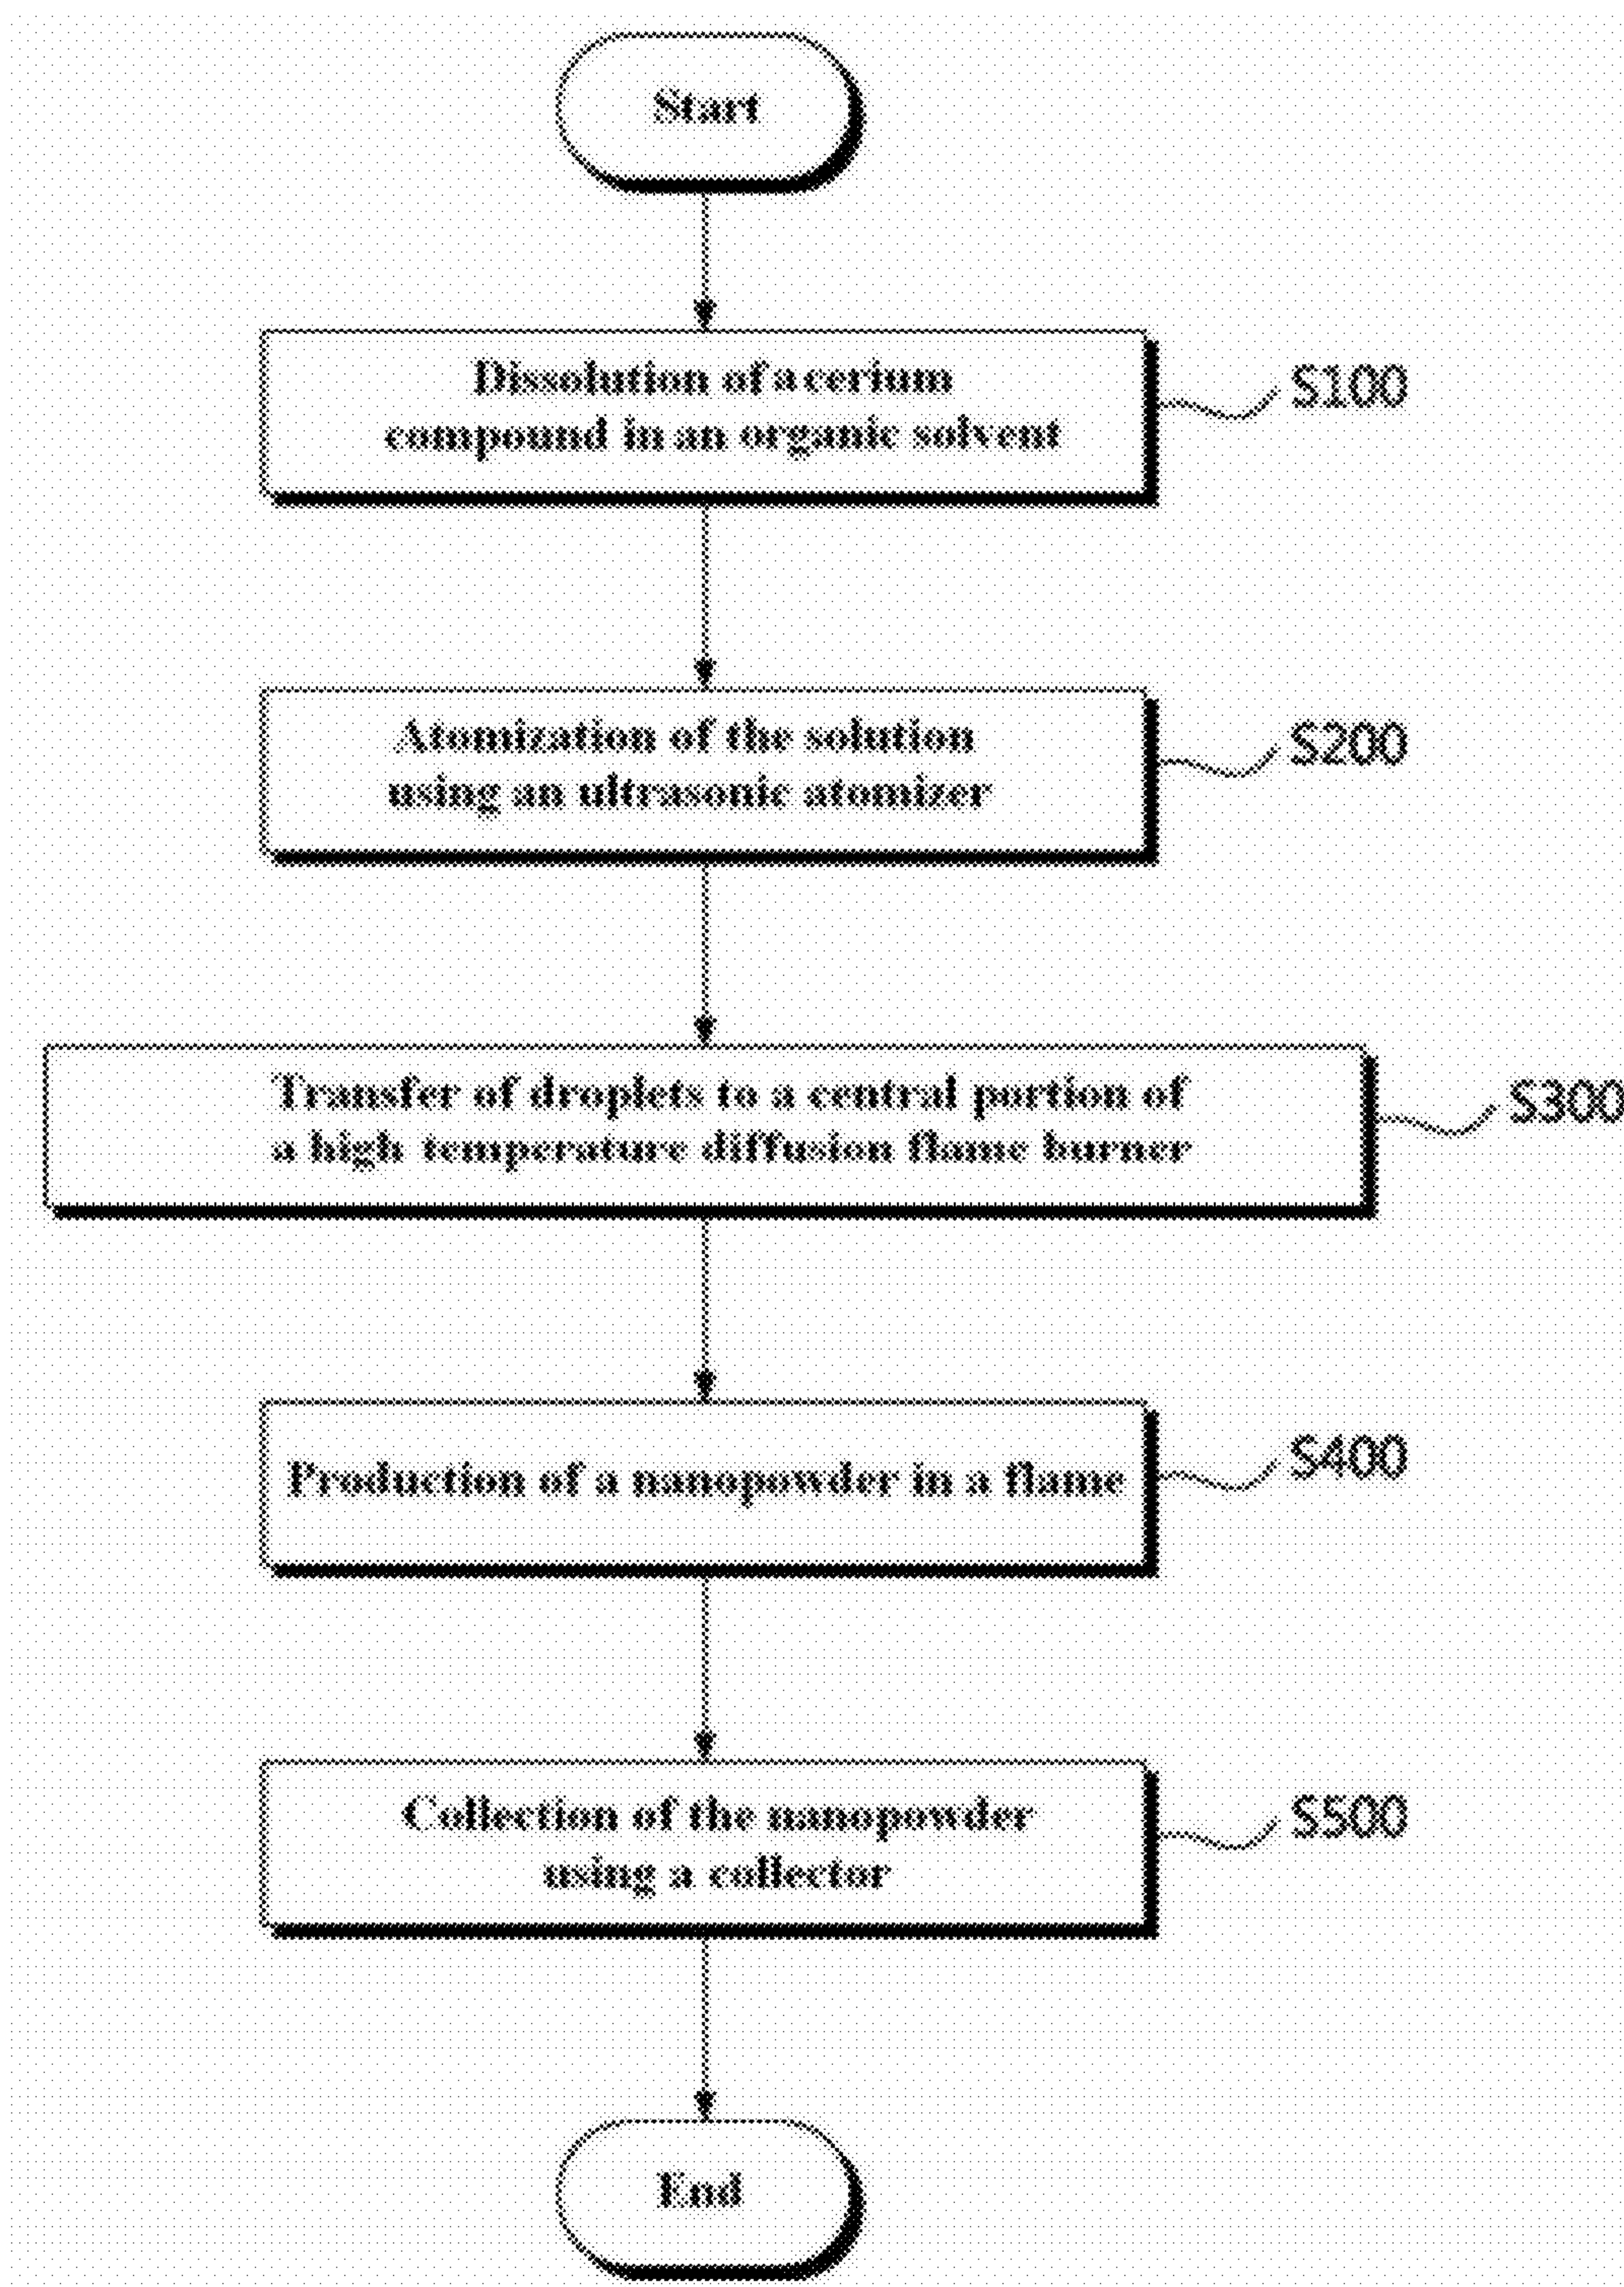 Start
Dissolution of a cerium
compound in an organic solvent
S100
Atomization of the solution
using an ultrasonic atomizer
S200
Transfer of droplets to a central portion of
a high temperature diffusion flame burner
S300
Production of a nanopowder in a flame
S400
Collection of the nanopowder
using a collector
S500
End